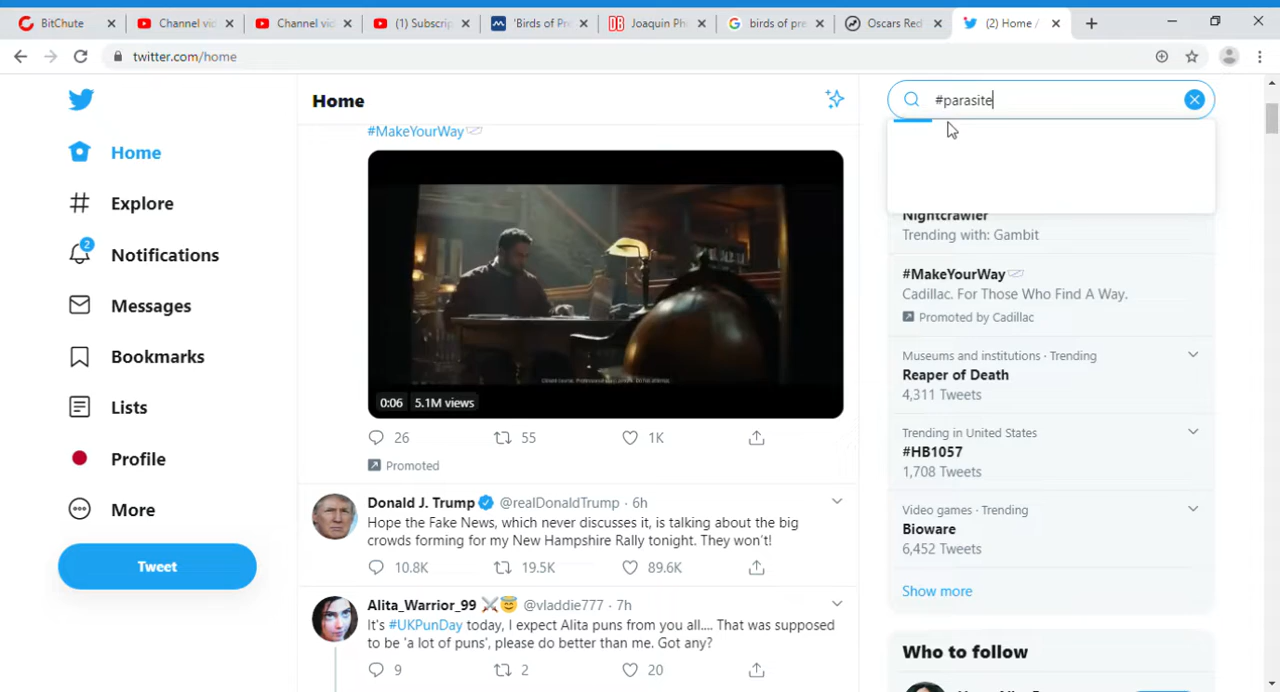 BitChute
Channel vid
Channel vid
(1) Subscrip
'Birds of Pre
Joaquin Ph
birds of pre
Oscars Red
(2) Home /
twitter.com/home
Home
Explore
Notifications
2
Messages
Bookmarks
Lists
Profile
More
Tweet
Home
#MakeYourWay
0:06 5.1M views
26 55 1K
Promoted
Donald J. Trump @realDonaldTrump · 6h
Hope the Fake News, which never discusses it, is talking about the big
crowds forming for my New Hampshire Rally tonight. They won't!
10.8K 19.5K 89.6K
Alita_Warrior_99 ⚔️😇 @vladdie777 · 7h
It's #UKPunDay today, I expect Alita puns from you all.... That was supposed
to be 'a lot of puns', please do better than me. Got any?
9 2 20
#parasite
Nightcrawler
Trending with: Gambit
#MakeYourWay
Cadillac. For Those Who Find A Way.
Promoted by Cadillac
Museums and institutions · Trending
Reaper of Death
4,311 Tweets
Trending in United States
#HB1057
1,708 Tweets
Video games · Trending
Bioware
6,452 Tweets
Show more
Who to follow